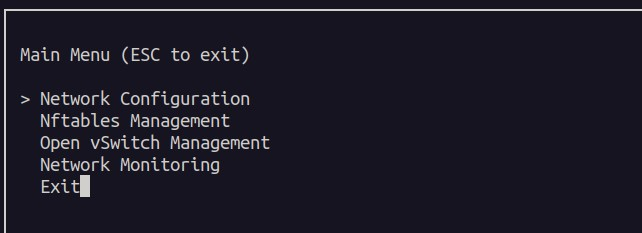 Main Menu (ESC to exit)
> Network Configuration
Nftables Management
Open vSwitch Management
Network Monitoring
Exit